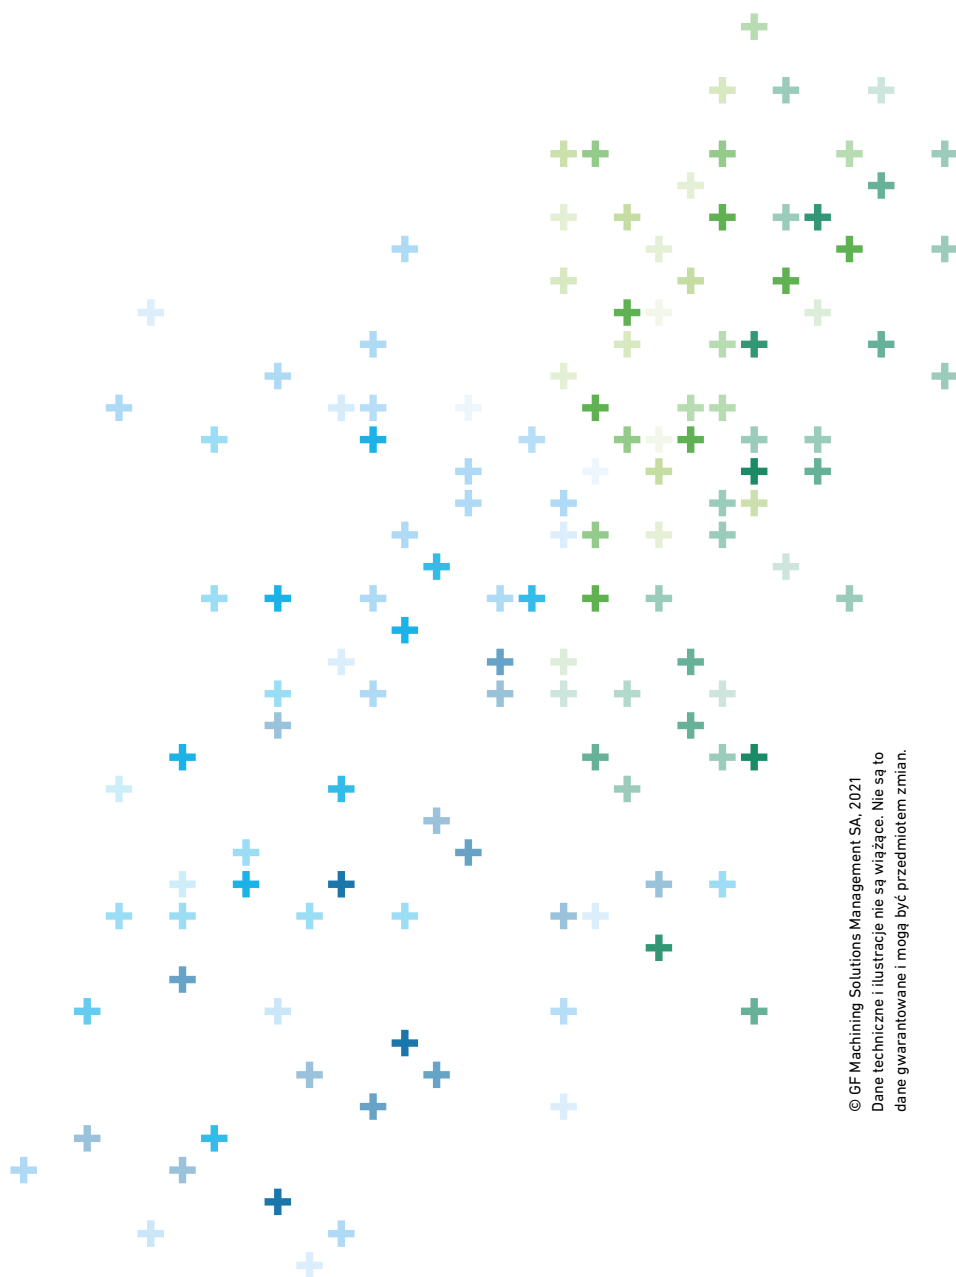 © GF Machining Solutions Management SA, 2021
Dane techniczne i ilustracje nie są wiążące. Nie są to
dane gwarantowane i mogą być przedmiotem zmian.